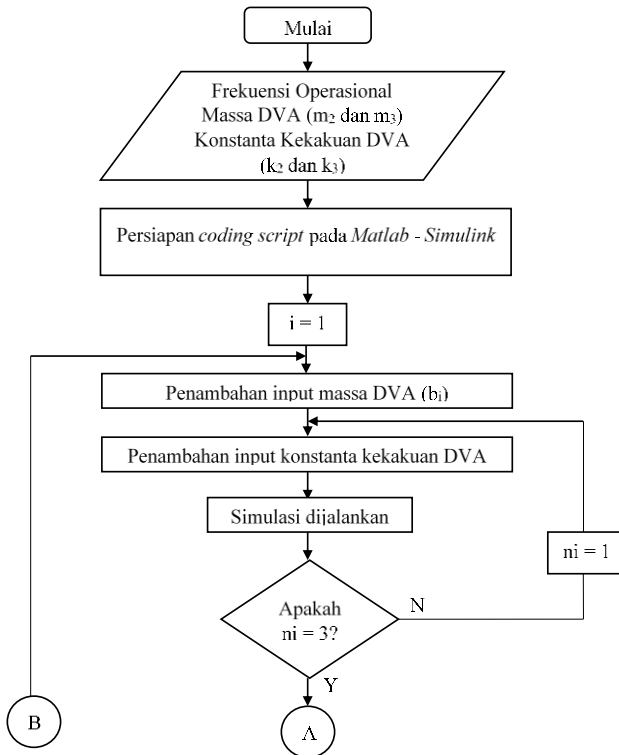 Mulai
Frekuensi Operasional
Massa DVA (m₂ dan m₃)
Konstanta Kekakuan DVA
(k₂ dan k₃)
Persiapan coding script pada Matlab - Simulink
i = 1
Penambahan input massa DVA (bᵢ)
Penambahan input konstanta kekakuan DVA
Simulasi dijalankan
ni = 1
Apakah
ni = 3?
N
Y
B
A